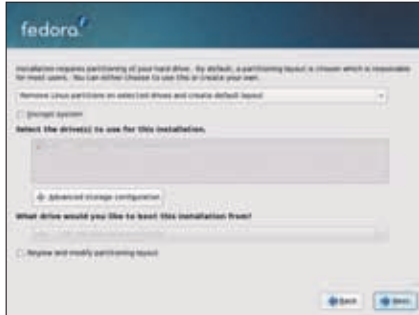 fedora
Installation requires partitioning of your hard drive. By default, a partitioning layout is chosen which is reasonable
for most users. You can either choose to use this or create your own.
Remove Linux partitions on selected drives and create default layout
Encrypt system
Select the drive(s) to use for this installation.
Advanced storage configuration
What drive would you like to boot this installation from?
Review and modify partitioning layout
Back
Next